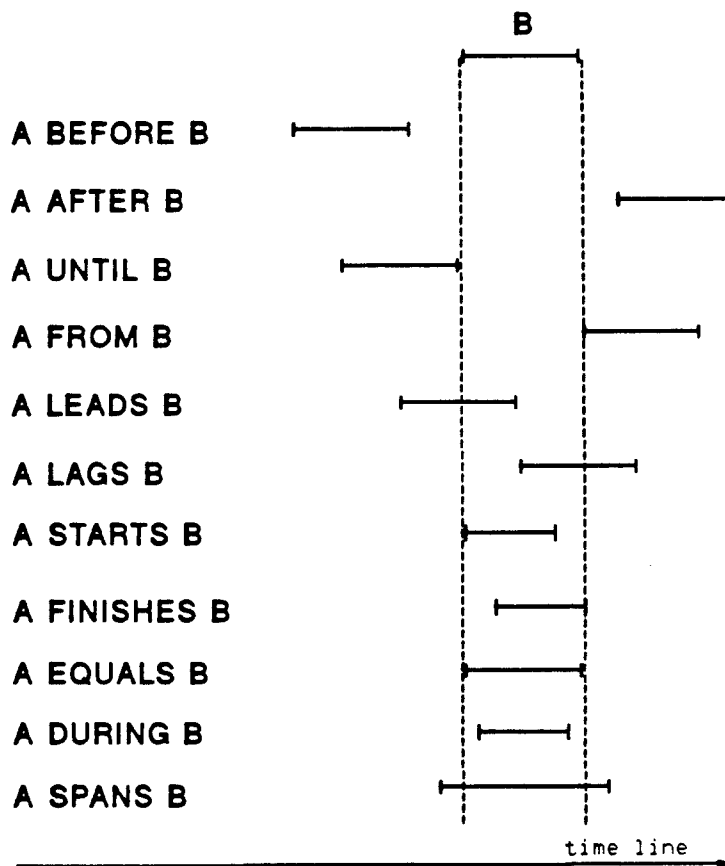 B
A BEFORE B
A AFTER B
A UNTIL B
A FROM B
A LEADS B
A LAGS B
A STARTS B
A FINISHES B
A EQUALS B
A DURING B
A SPANS B
time line